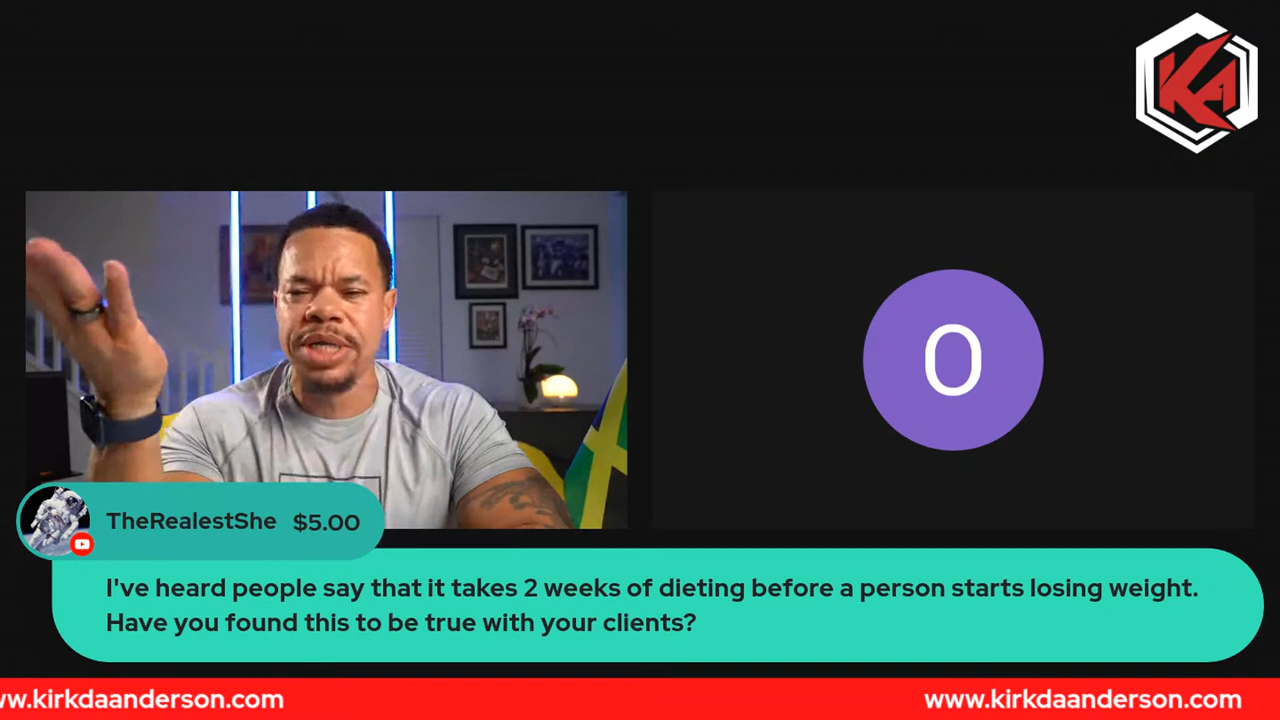 KA
O
TheRealestShe $5.00
I've heard people say that it takes 2 weeks of dieting before a person starts losing weight.
Have you found this to be true with your clients?
w.kirkdaanderson.com
www.kirkdaanderson.com